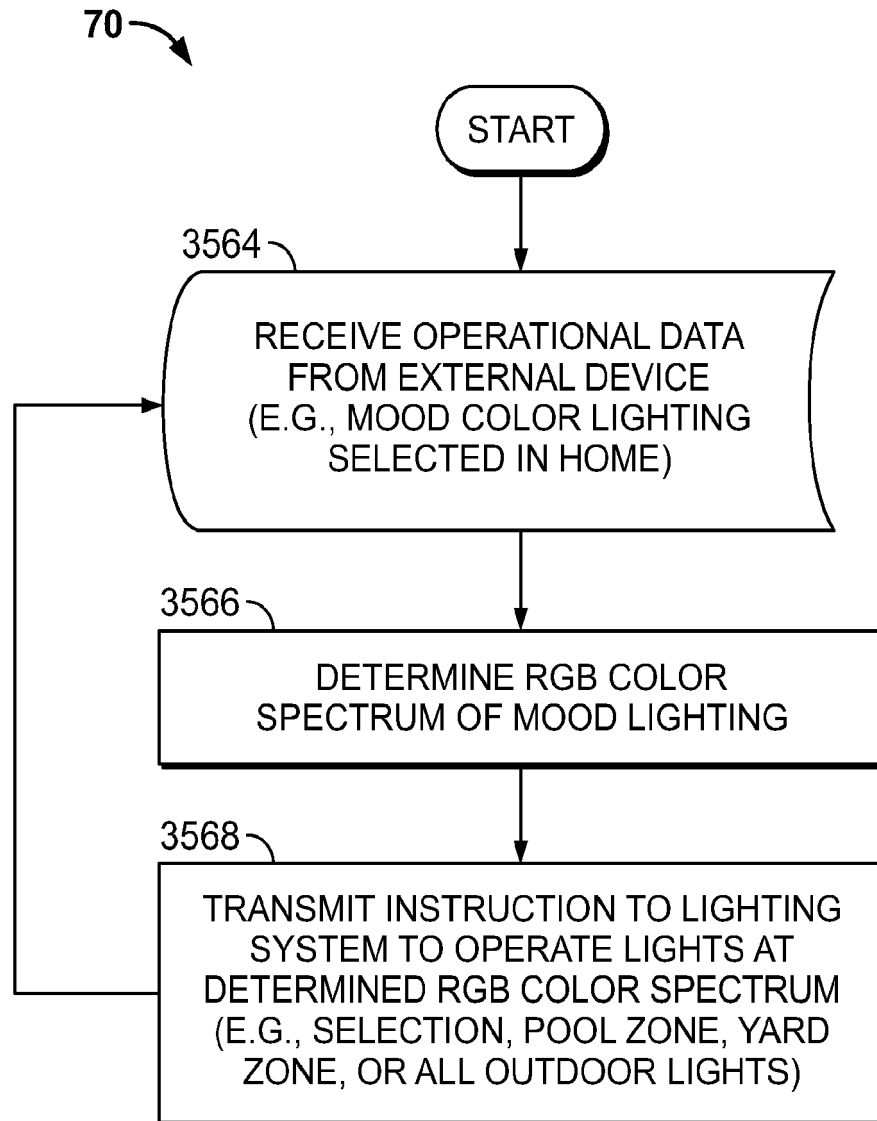 70
START
3564
RECEIVE OPERATIONAL DATA
FROM EXTERNAL DEVICE
(E.G., MOOD COLOR LIGHTING
SELECTED IN HOME)
3566
DETERMINE RGB COLOR
SPECTRUM OF MOOD LIGHTING
3568
TRANSMIT INSTRUCTION TO LIGHTING
SYSTEM TO OPERATE LIGHTS AT
DETERMINED RGB COLOR SPECTRUM
(E.G., SELECTION, POOL ZONE, YARD
ZONE, OR ALL OUTDOOR LIGHTS)